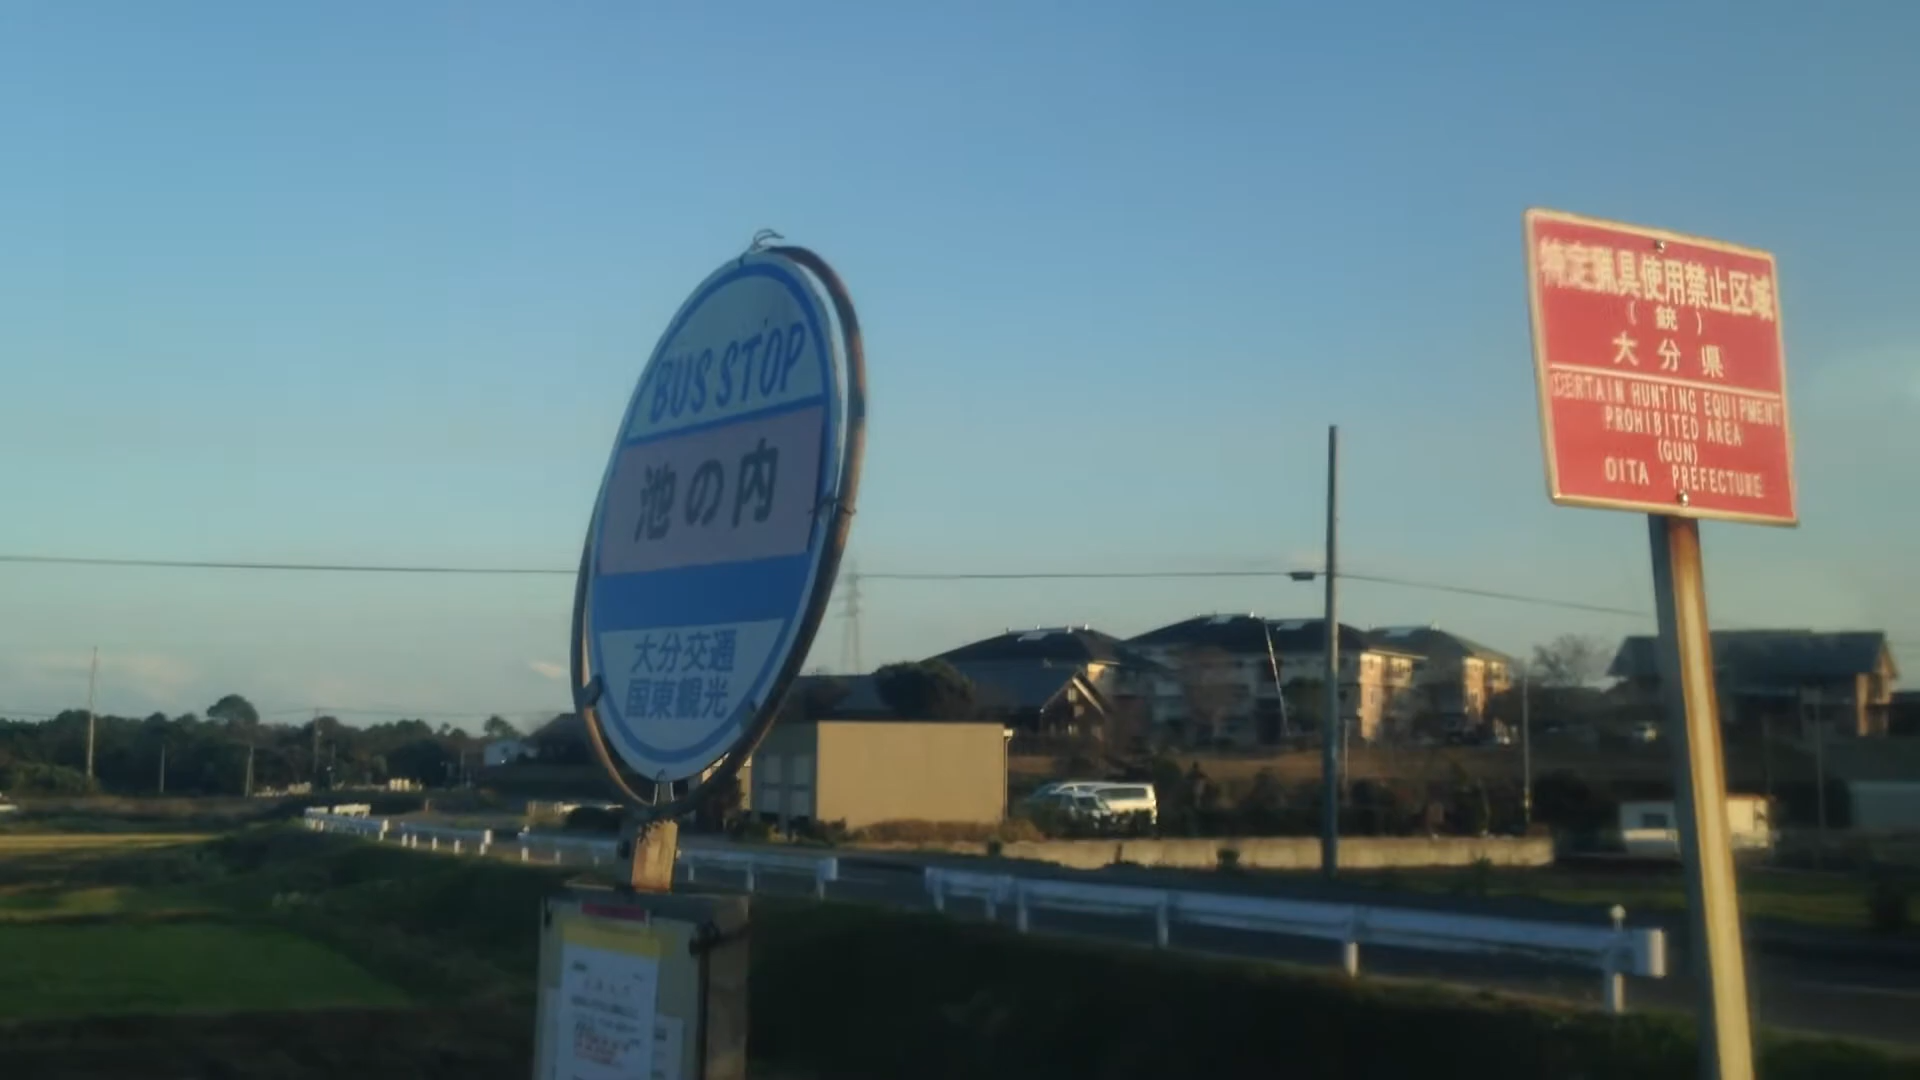 BUS STOP
池の内
大分交通
国東観光
特定猟具使用禁止区域
(銃)
大分県
CERTAIN HUNTING EQUIPMENT
PROHIBITED AREA
(GUN)
OITA PREFECTURE